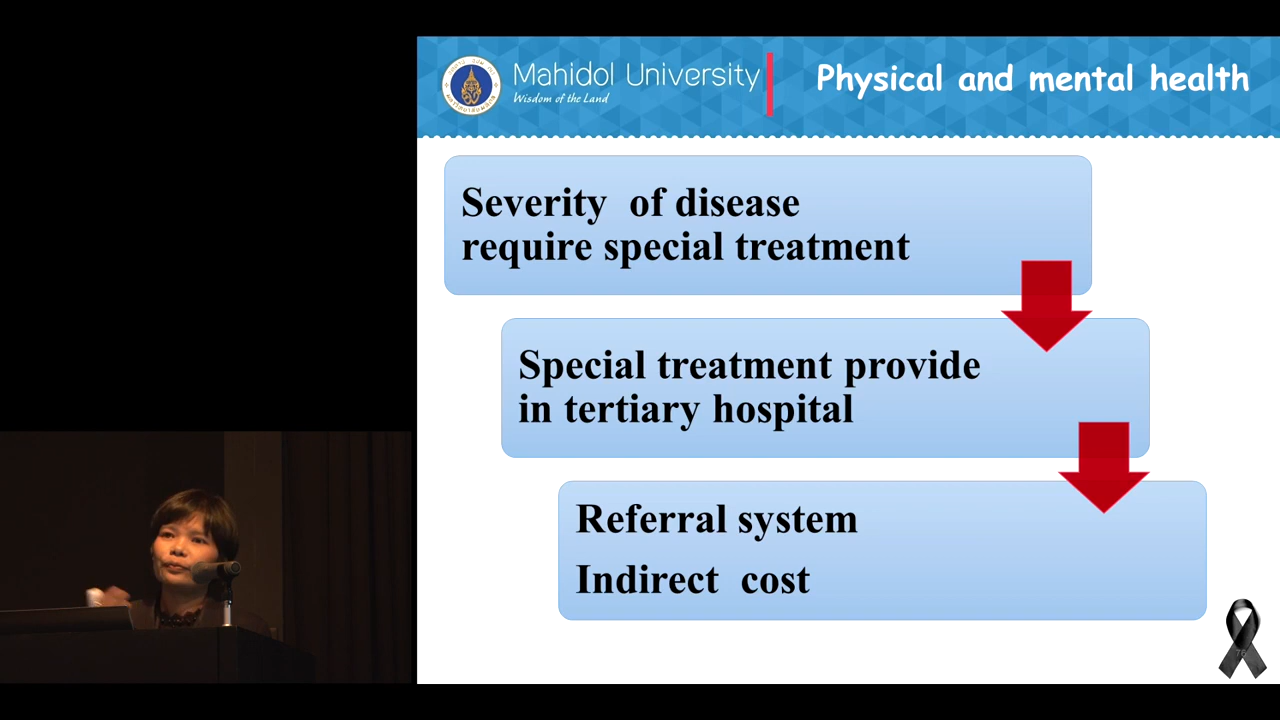 Mahidol University
Wisdom of the Land
Physical and mental health
Severity of disease
require special treatment
Special treatment provide
in tertiary hospital
Referral system
Indirect cost